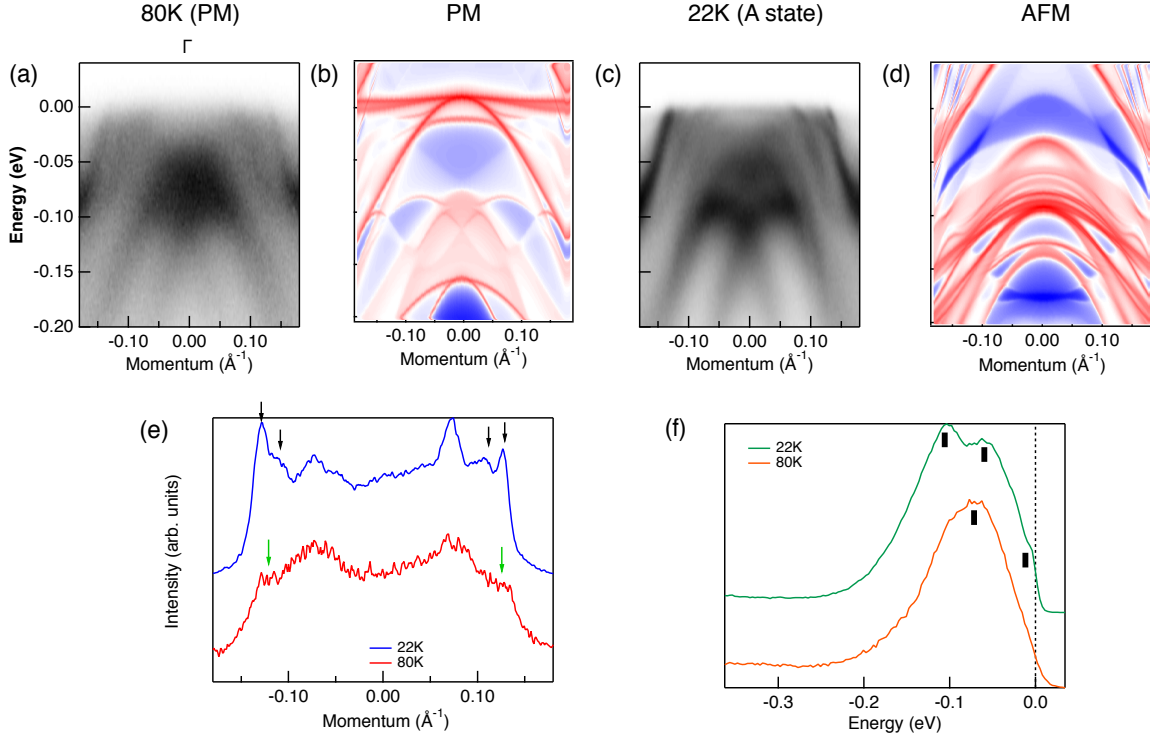 80K (PM)
PM
22K (A state)
AFM
Γ
(a)
(b)
(c)
(d)
Energy (eV)
0.00
-0.05
-0.10
-0.15
-0.20
-0.10
0.00
0.10
Momentum (Å⁻¹)
-0.10
0.00
0.10
Momentum (Å⁻¹)
-0.10
0.00
0.10
Momentum (Å⁻¹)
-0.10
0.00
0.10
Momentum (Å⁻¹)
(e)
Intensity (arb. units)
22K
80K
-0.10
0.00
0.10
Momentum (Å⁻¹)
(f)
22K
80K
-0.3
-0.2
-0.1
0.0
Energy (eV)